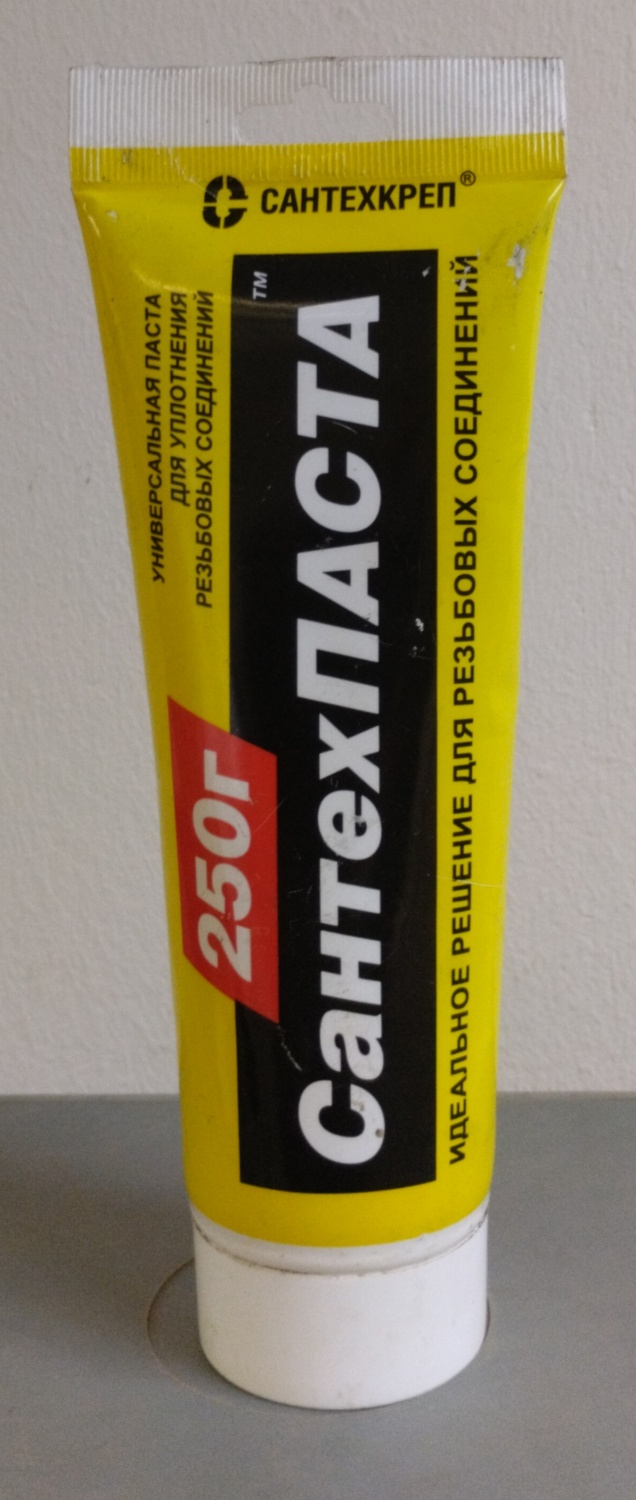 САНТЕХКРЕП®
УНИВЕРСАЛЬНАЯ ПАСТА
ДЛЯ УПЛОТНЕНИЯ
РЕЗЬБОВЫХ СОЕДИНЕНИЙ
250г
СантехПАСТА™
ИДЕАЛЬНОЕ РЕШЕНИЕ ДЛЯ РЕЗЬБОВЫХ СОЕДИНЕНИЙ